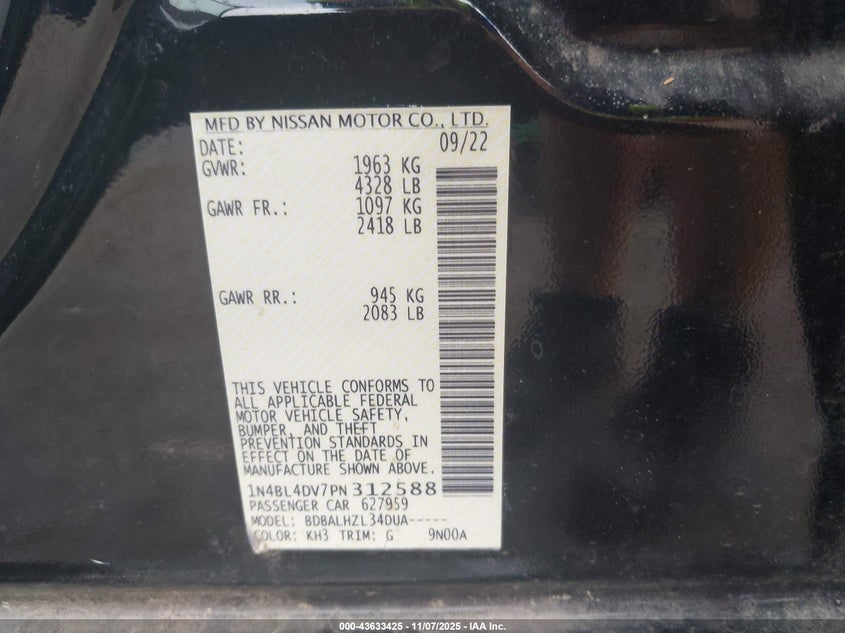 MFD BY NISSAN MOTOR CO., LTD.
DATE: 09/22
GVWR: 1963 KG
4328 LB
GAWR FR.: 1097 KG
2418 LB
GAWR RR.: 945 KG
2083 LB
THIS VEHICLE CONFORMS TO
ALL APPLICABLE FEDERAL
MOTOR VEHICLE SAFETY,
BUMPER, AND THEFT
PREVENTION STANDARDS IN
EFFECT ON THE DATE OF
MANUFACTURE SHOWN ABOVE.
1N4BL4DV7PN312588
PASSENGER CAR 627959
MODEL: BDBALHZL34DUA-----
COLOR: KH3 TRIM: G 9N00A
000-43633425 - 11/07/2025 - IAA Inc.